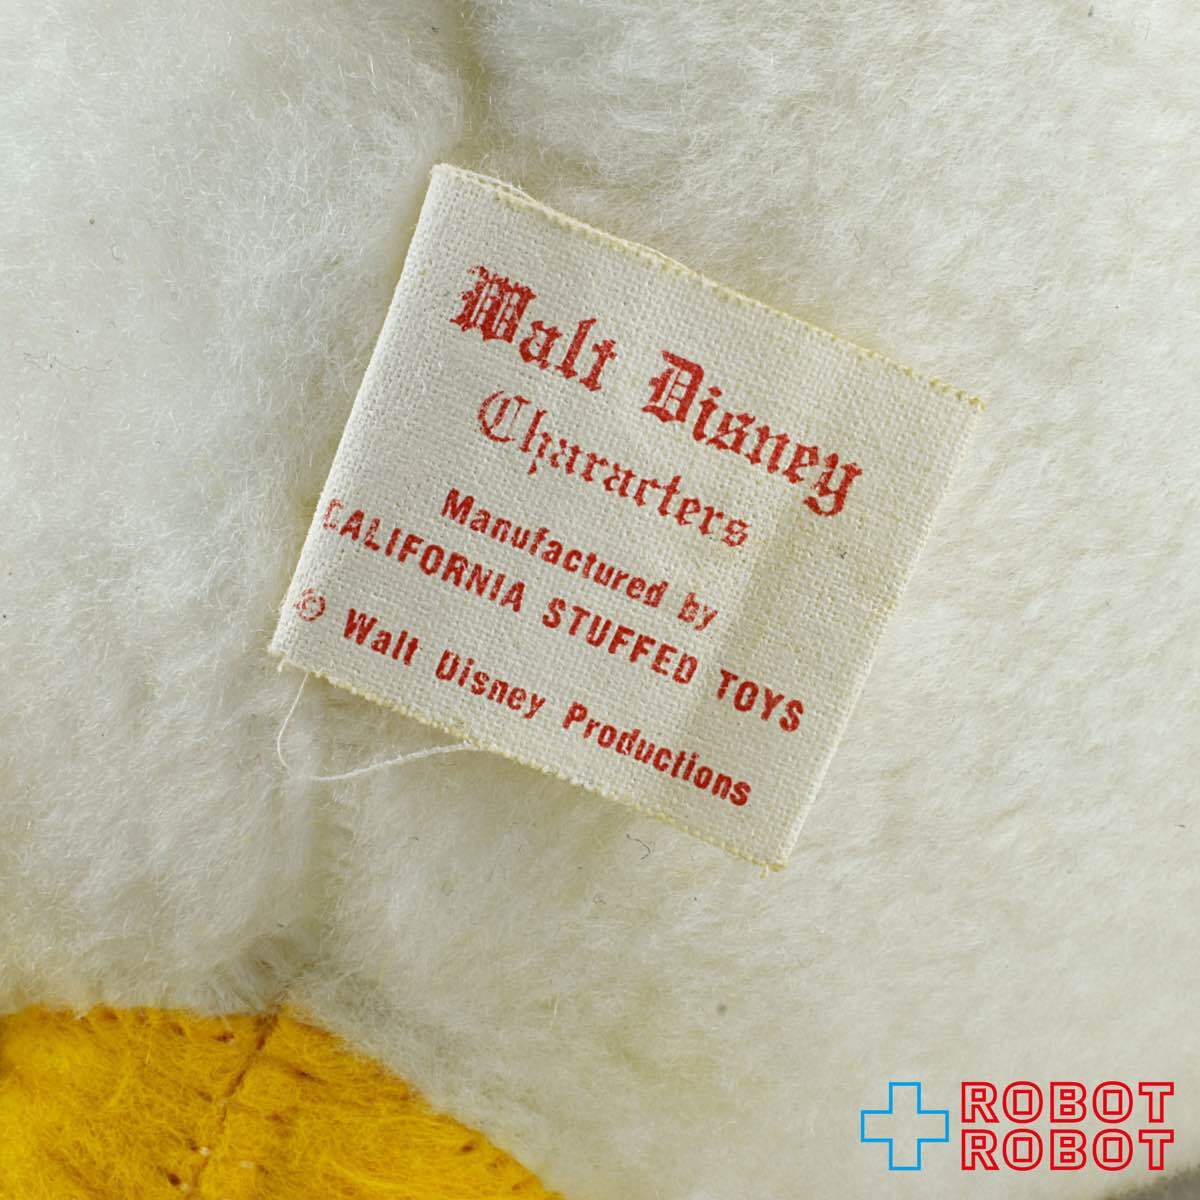 Walt Disney
Characters
Manufactured by
CALIFORNIA STUFFED TOYS
© Walt Disney Productions
ROBOT
ROBOT